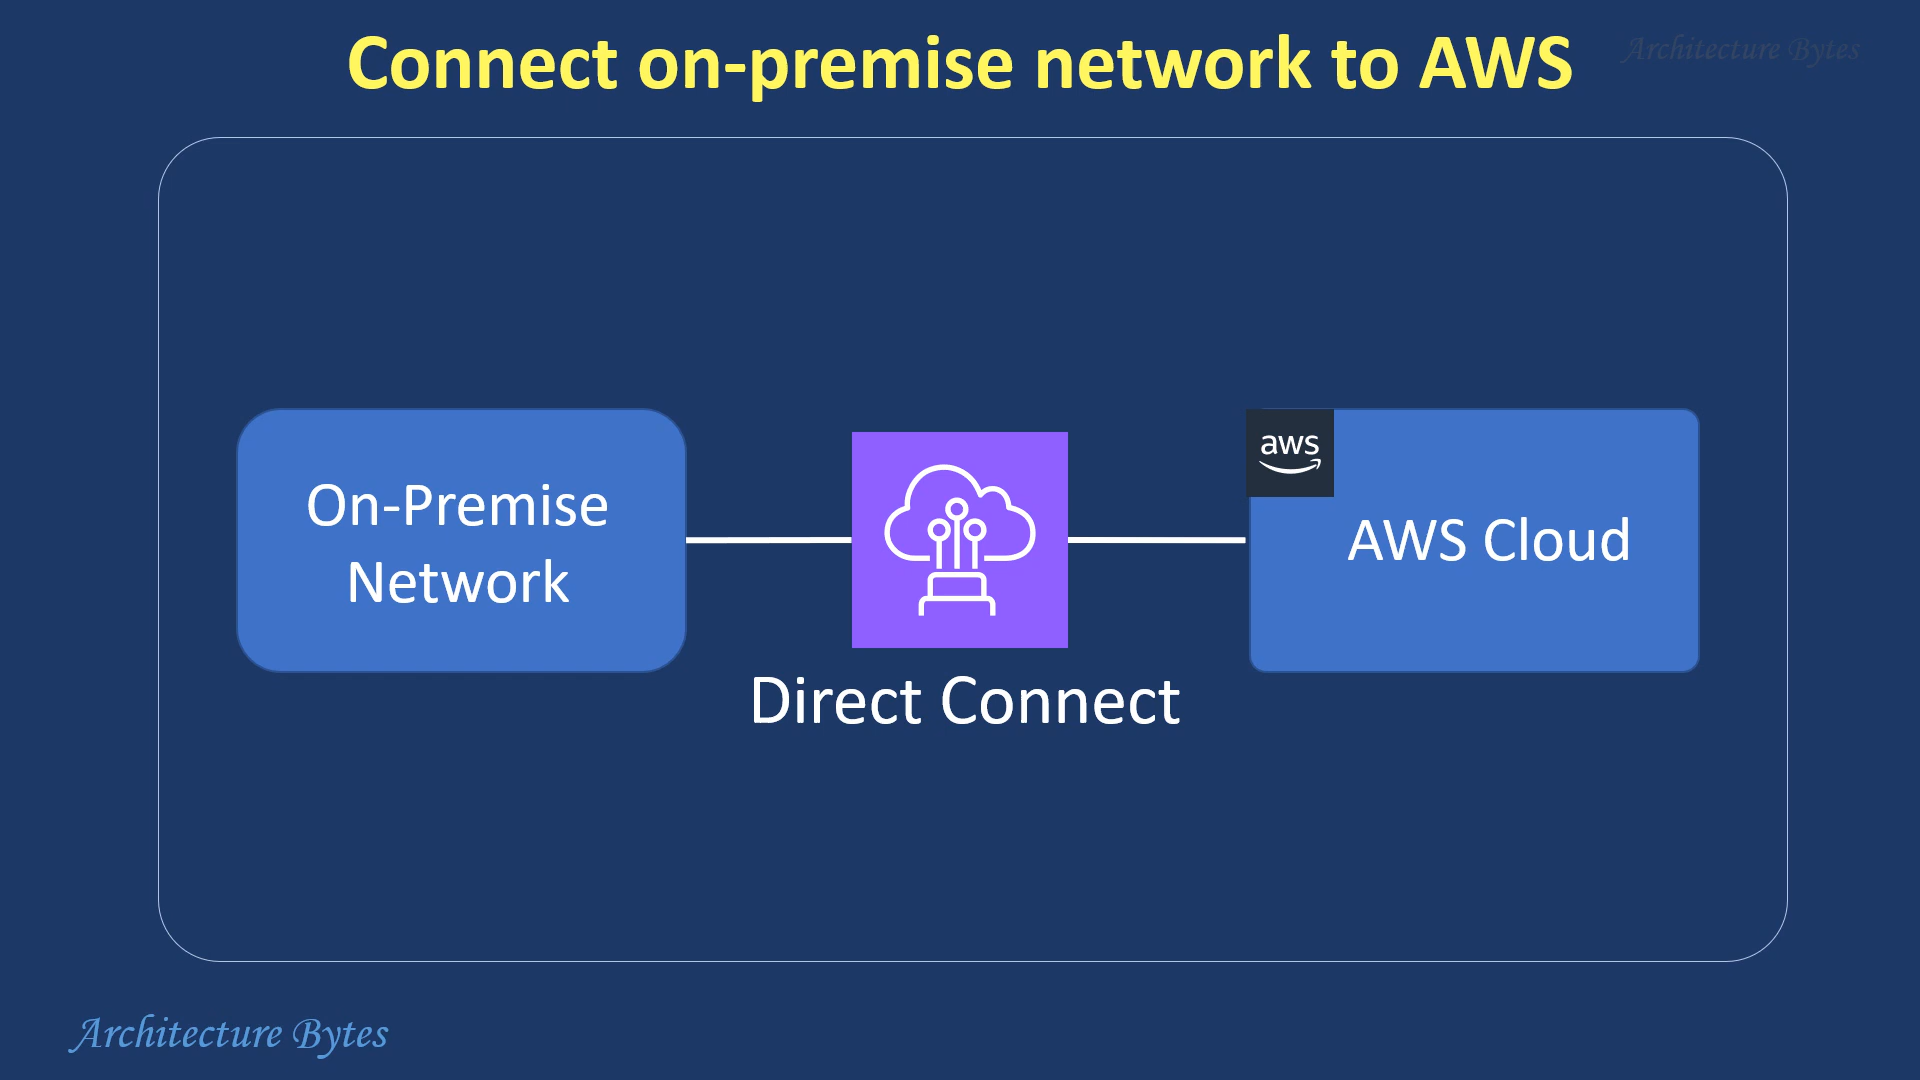 Connect on-premise network to AWS
Architecture Bytes
On-Premise
Network
aws
AWS Cloud
Direct Connect
Architecture Bytes